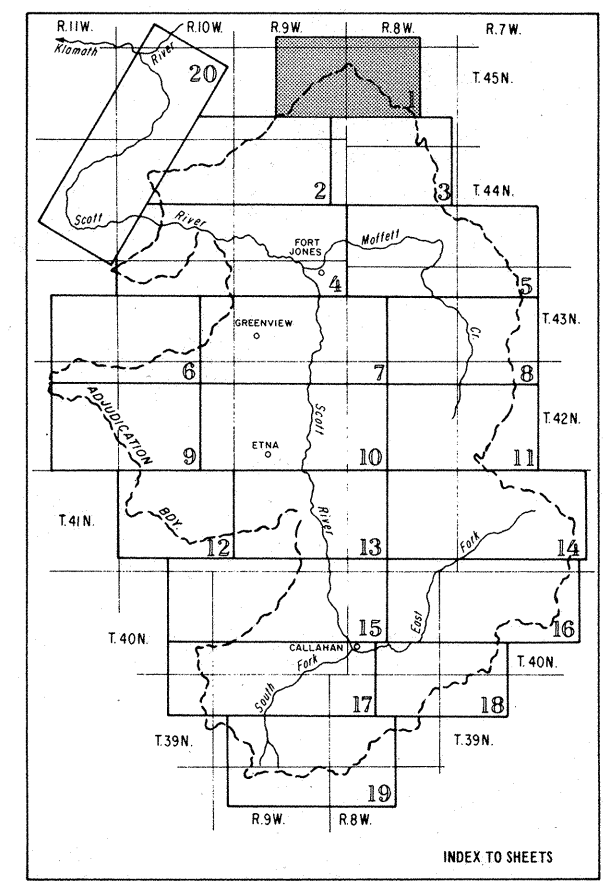 R.11W.
R.10W.
R.9W.
R.8W.
R.7W.
Klamath
River
T.45N.
20
1
2
3
T.44N.
Scott
River
FORT
JONES
Moffett
4
5
Cr.
GREENVIEW
T.43N.
6
7
8
ADJUDICATION
BDY.
Scott
River
T.42N.
ETNA
9
10
11
T.41N.
12
13
14
East
Fork
15
16
T.40N.
CALLAHAN
South
Fork
T.40N.
17
18
T.39N.
T.39N.
19
R.9W.
R.8W.
INDEX TO SHEETS